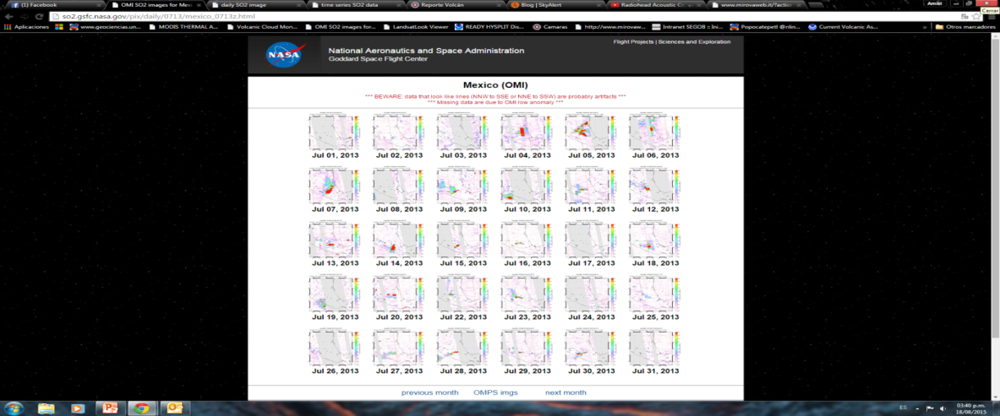 (1) Facebook
OMI SO2 images for Mexi
daily SO2 image
time series SO2 data
Reporte Volcán
Blog | SkyAlert
Radiohead Acoustic Co
www.mirovaweb.it/?action
Amiel
Cerrar
so2.gsfc.nasa.gov/pix/daily/0713/mexico_0713z.html
Aplicaciones
www.geociencias.un...
MODIS THERMAL A...
Volcanic Cloud Mon...
OMI SO2 images for...
LandsatLook Viewer
READY HYSPLIT Dis...
Camaras
http://www.mirovaw...
Intranet SEGOB :: Ini...
Popocatepetl @nlin...
Current Volcanic As...
»
Otros marcadores
Flight Projects | Sciences and Exploration
NASA
National Aeronautics and Space Administration
Goddard Space Flight Center
Mexico (OMI)
*** BEWARE: data that look like lines (NNW to SSE or NNE to SSW) are probably artifacts ***
*** Missing data are due to OMI row anomaly ***
Jul 01, 2013 Jul 02, 2013 Jul 03, 2013 Jul 04, 2013 Jul 05, 2013 Jul 06, 2013
Jul 07, 2013 Jul 08, 2013 Jul 09, 2013 Jul 10, 2013 Jul 11, 2013 Jul 12, 2013
Jul 13, 2013 Jul 14, 2013 Jul 15, 2013 Jul 16, 2013 Jul 17, 2013 Jul 18, 2013
Jul 19, 2013 Jul 20, 2013 Jul 22, 2013 Jul 23, 2013 Jul 24, 2013 Jul 25, 2013
Jul 26, 2013 Jul 27, 2013 Jul 28, 2013 Jul 29, 2013 Jul 30, 2013 Jul 31, 2013
previous month OMPS imgs next month
ES
03:40 p.m.
18/08/2015